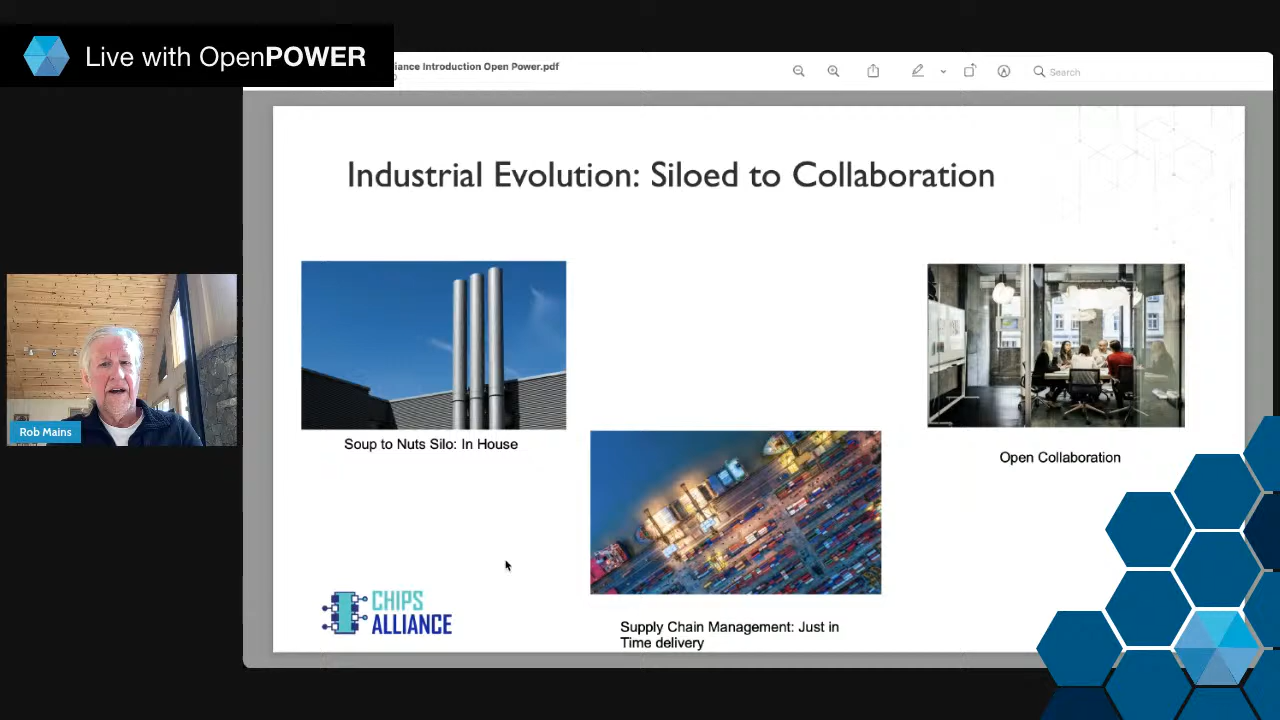 Live with OpenPOWER
iance Introduction Open Power.pdf
Search
Industrial Evolution: Siloed to Collaboration
Soup to Nuts Silo: In House
Open Collaboration
Supply Chain Management: Just in
Time delivery
CHIPS
ALLIANCE
Rob Mains